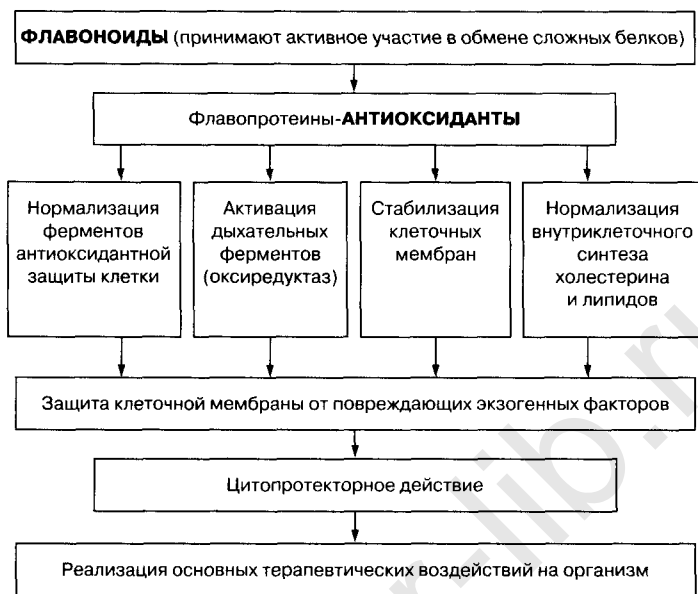 ФЛАВОНОИДЫ (принимают активное участие в обмене сложных белков)
Флавопротеины-АНТИОКСИДАНТЫ
Нормализация
ферментов
антиоксидантной
защиты клетки
Активация
дыхательных
ферментов
(оксиредуктаз)
Стабилизация
клеточных
мембран
Нормализация
внутриклеточного
синтеза
холестерина
и липидов
Защита клеточной мембраны от повреждающих экзогенных факторов
Цитопротекторное действие
Реализация основных терапевтических воздействий на организм